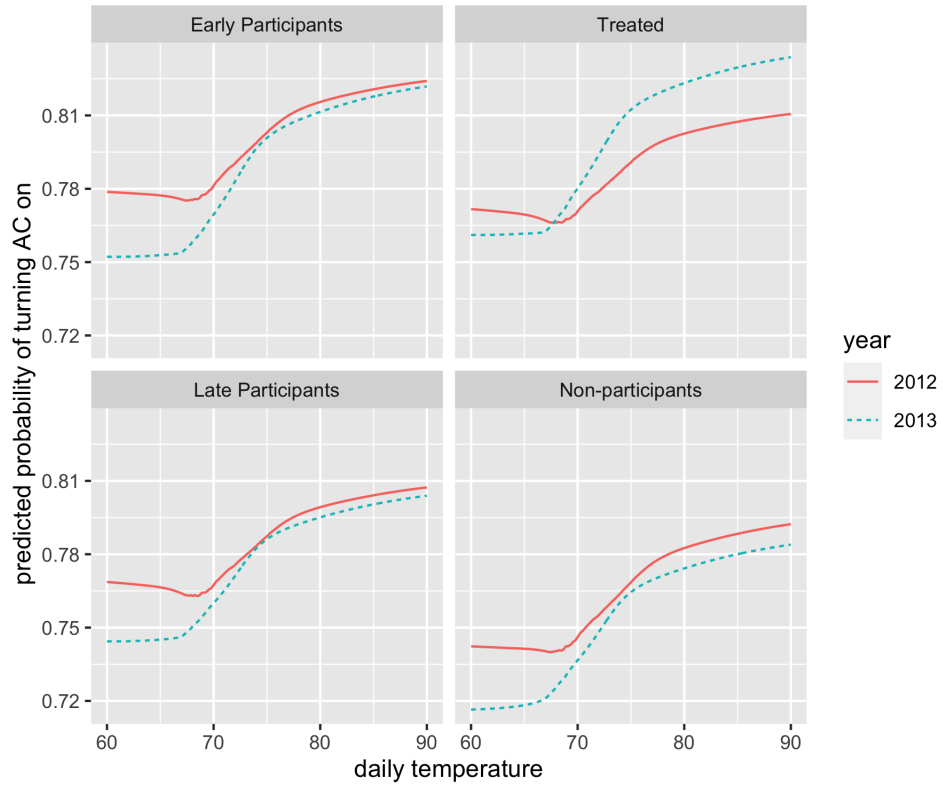 Early Participants
Treated
0.81
0.78
0.75
0.72
Late Participants
Non-participants
0.81
0.78
0.75
0.72
60
70
80
90
60
70
80
90
daily temperature
predicted probability of turning AC on
year
2012
2013